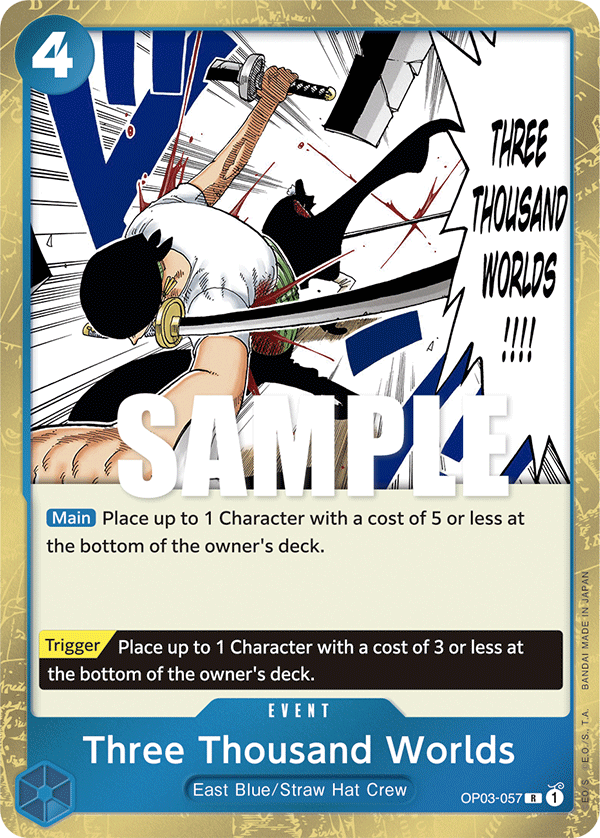 4
THREE
THOUSAND
WORLDS
!!!!
SAMPLE
Main Place up to 1 Character with a cost of 5 or less at
the bottom of the owner's deck.
Trigger Place up to 1 Character with a cost of 3 or less at
the bottom of the owner's deck.
EVENT
Three Thousand Worlds
East Blue/Straw Hat Crew
OP03-057 R 1
©E.O./S., T.A. BANDAI MADE IN JAPAN